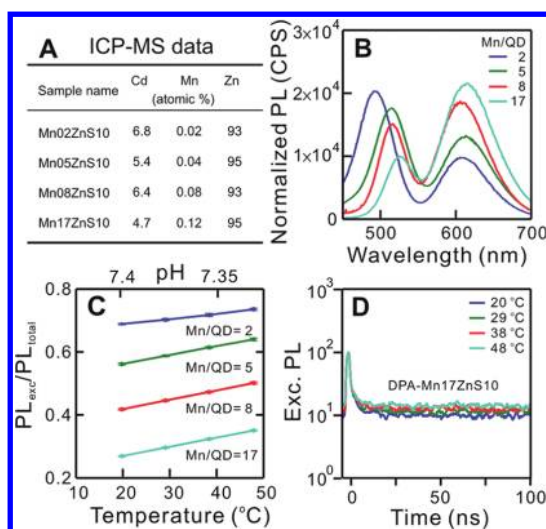 A ICP-MS data
Sample name Cd Mn Zn
(atomic %)
Mn02ZnS10 6.8 0.02 93
Mn05ZnS10 5.4 0.04 95
Mn08ZnS10 6.4 0.08 93
Mn17ZnS10 4.7 0.12 95
B
Mn/QD
2
5
8
17
Normalized PL (CPS)
3x10⁴
2x10⁴
1x10⁴
0
500 600 700
Wavelength (nm)
7.4 pH 7.35
C
PLexc/PLtotal
0.8
0.6
0.4
0.2
Mn/QD= 2
Mn/QD= 5
Mn/QD= 8
Mn/QD=17
10 20 30 40 50
Temperature (°C)
D
20 °C
29 °C
38 °C
48 °C
DPA-Mn17ZnS10
Exc. PL
10³
10²
10¹
10⁰
0 50 100
Time (ns)